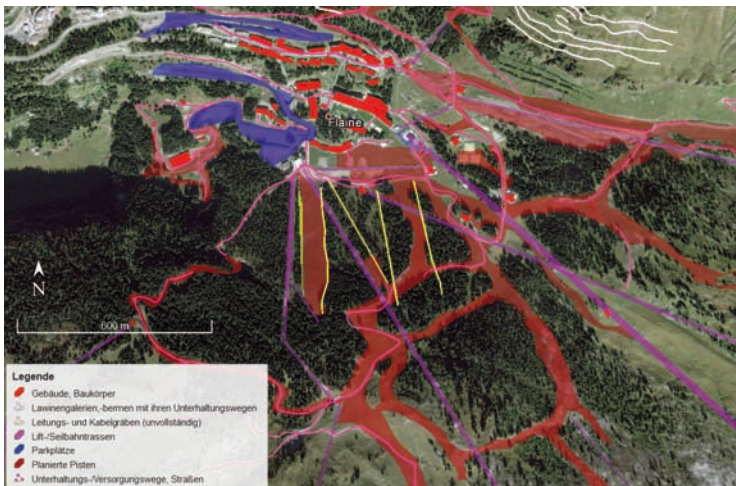 Flaine
N
600 m
Legende
Gebäude, Baukörper
Lawinengalerien,-bermen mit ihren Unterhaltungswegen
Leitungs- und Kabelgräben (unvollständig)
Lift-/Seilbahntrassen
Parkplätze
Planierte Pisten
Unterhaltungs-/Versorgungswege, Straßen